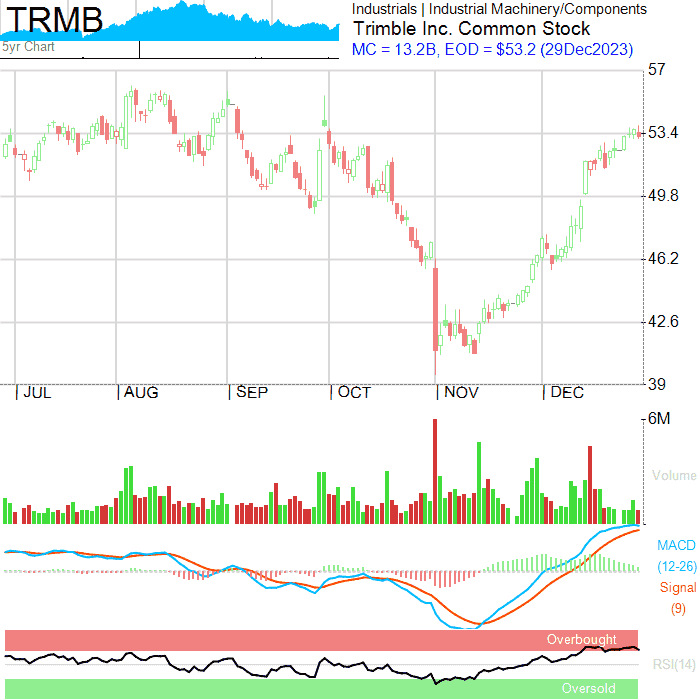 TRMB
5yr Chart
Industrials | Industrial Machinery/Components
Trimble Inc. Common Stock
MC = 13.2B, EOD = $53.2 (29Dec2023)
57
53.4
49.8
46.2
42.6
39
JUL AUG SEP OCT NOV DEC
6M
Volume
MACD
(12-26)
Signal
(9)
Overbought
RSI(14)
Oversold